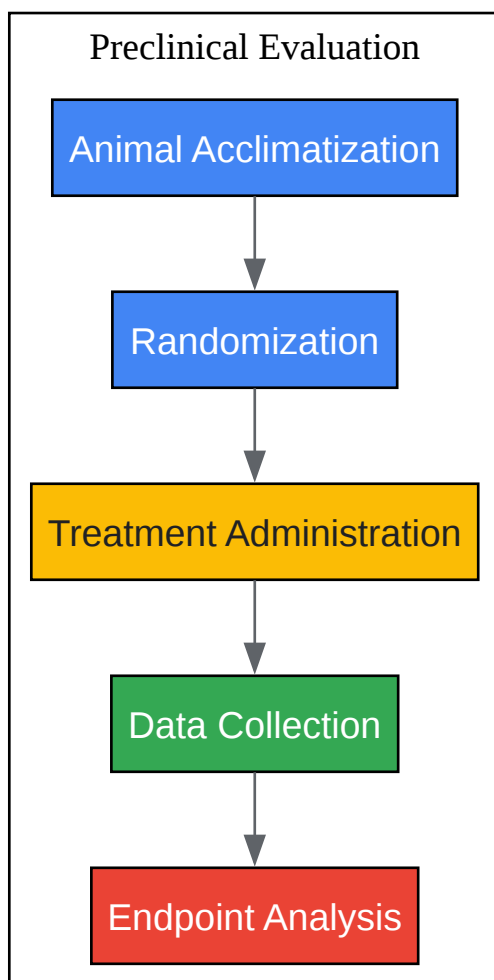 Preclinical Evaluation
Animal Acclimatization
Randomization
Treatment Administration
Data Collection
Endpoint Analysis